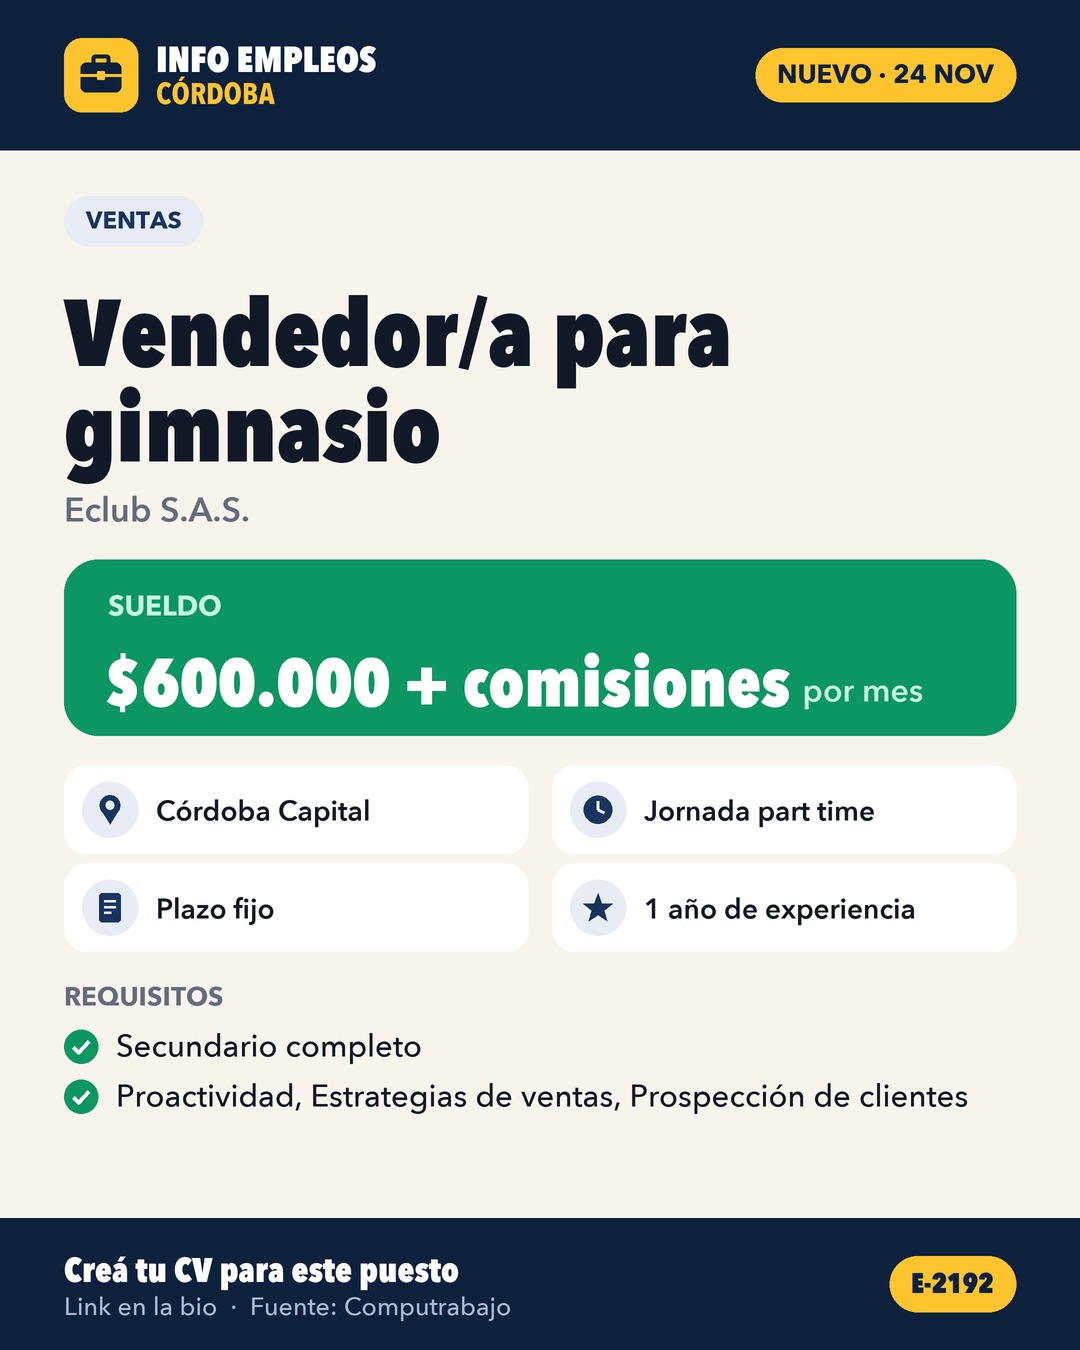 INFO EMPLEOS
CÓRDOBA
NUEVO · 24 NOV
VENTAS
Vendedor/a para
gimnasio
Eclub S.A.S.
SUELDO
$600.000 + comisiones por mes
Córdoba Capital
Jornada part time
Plazo fijo
1 año de experiencia
REQUISITOS
Secundario completo
Proactividad, Estrategias de ventas, Prospección de clientes
Creá tu CV para este puesto
Link en la bio · Fuente: Computrabajo
E-2192